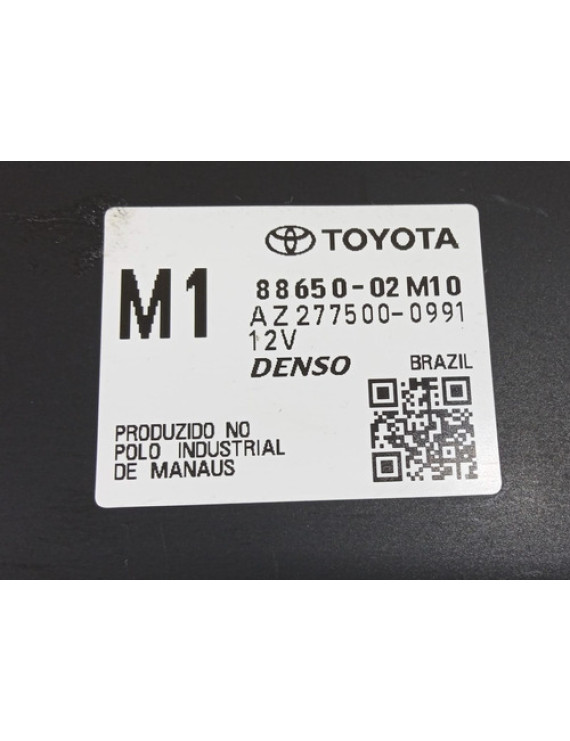 TOYOTA
M1
88650-02M10
AZ277500-0991
12V
DENSO
BRAZIL
PRODUZIDO NO
POLO INDUSTRIAL
DE MANAUS